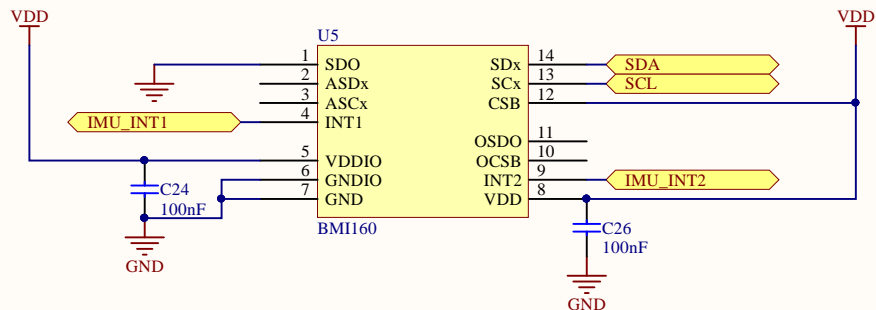 VDD
VDD
U5
1 SDO
2 ASDx
3 ASCx
4 INT1
IMU_INT1
5 VDDIO
6 GNDIO
7 GND
SDx 14
SCx 13
CSB 12
OSDO 11
OCSB 10
INT2 9
VDD 8
SDA
SCL
IMU_INT2
BMI160
C24
100nF
GND
C26
100nF
GND